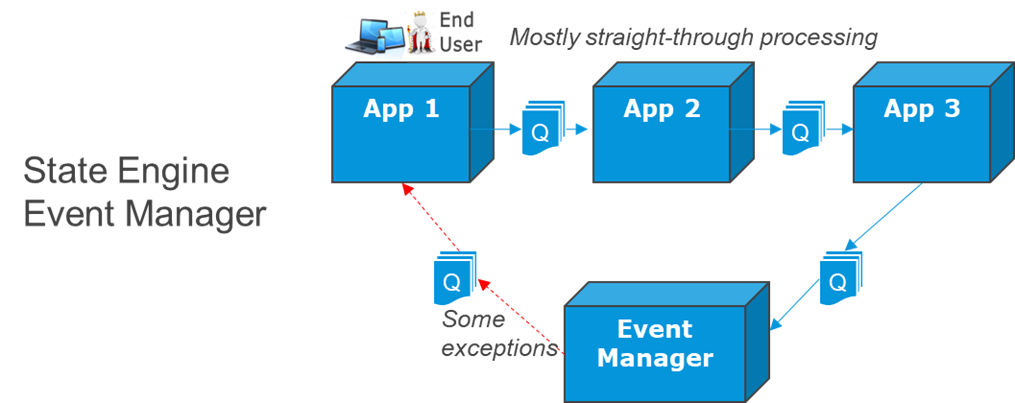 End
User
Mostly straight-through processing
App 1
Q
App 2
Q
App 3
State Engine
Event Manager
Q
Q
Some
exceptions
Event
Manager